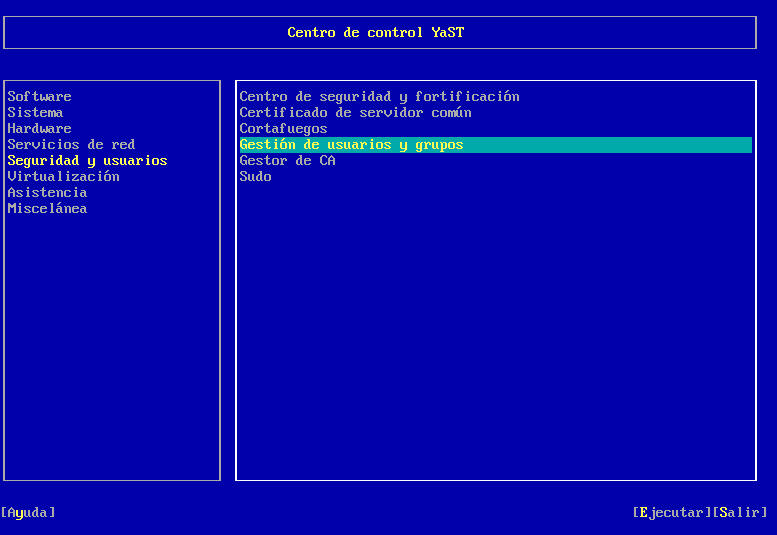 Centro de control YaST
Software
Sistema
Hardware
Servicios de red
Seguridad y usuarios
Virtualización
Asistencia
Miscelánea
Centro de seguridad y fortificación
Certificado de servidor común
Cortafuegos
Gestión de usuarios y grupos
Gestor de CA
Sudo
[Ayuda]
[Ejecutar][Salir]